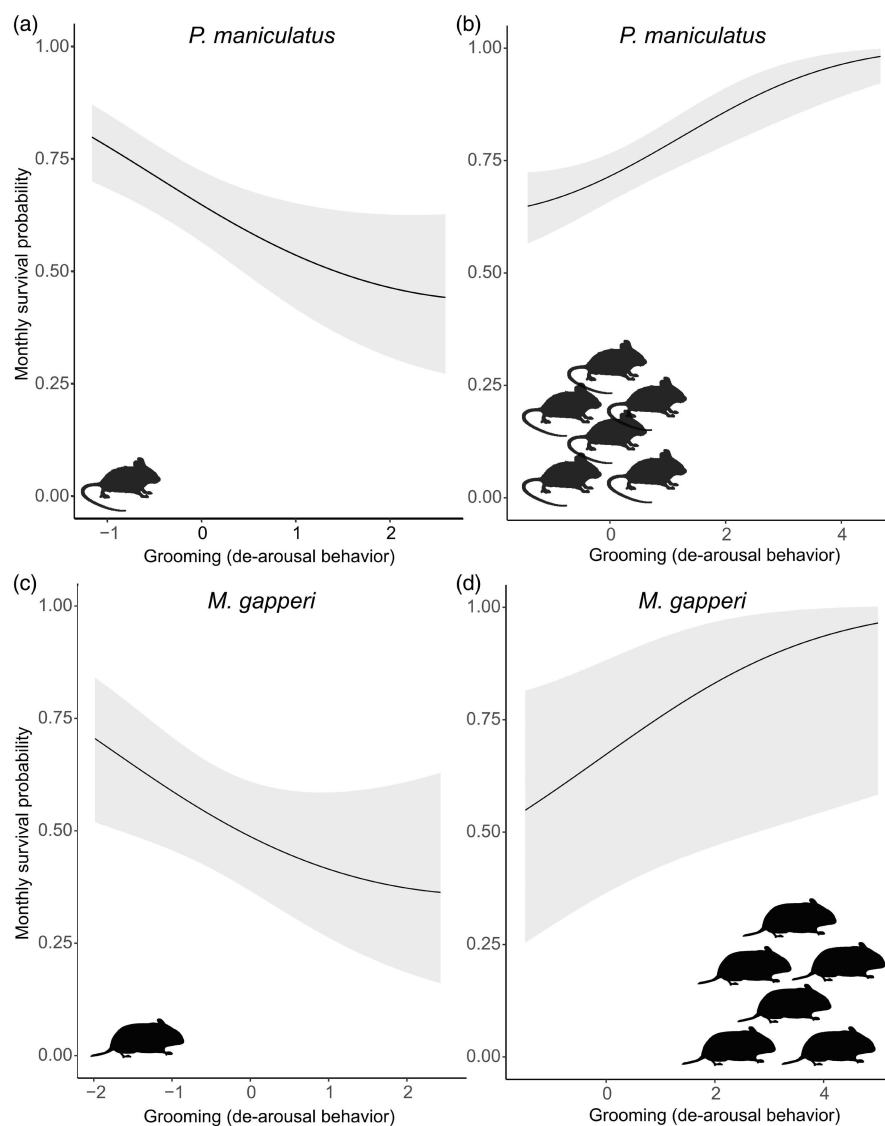 (a)
P. maniculatus
1.00
0.75
0.50
0.25
0.00
Monthly survival probability
−1
0
1
2
Grooming (de-arousal behavior)
(b)
P. maniculatus
1.00
0.75
0.50
0.25
0.00
0
2
4
Grooming (de-arousal behavior)
(c)
M. gapperi
1.00
0.75
0.50
0.25
0.00
Monthly survival probability
−2
−1
0
1
2
Grooming (de-arousal behavior)
(d)
M. gapperi
1.00
0.75
0.50
0.25
0.00
0
2
4
Grooming (de-arousal behavior)